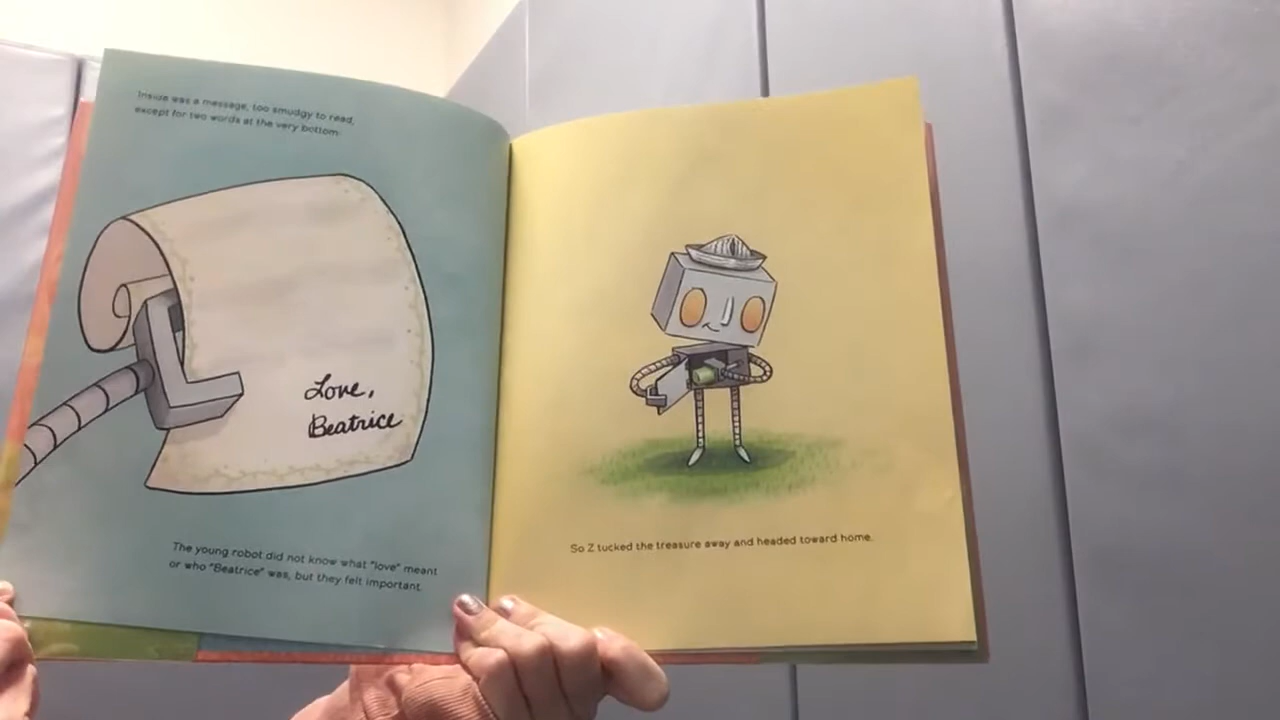 Inside was a message, too smudgy to read,
except for two words at the very bottom:
Love,
Beatrice
The young robot did not know what "love" meant
or who "Beatrice" was, but they felt important.
So Z tucked the treasure away and headed toward home.